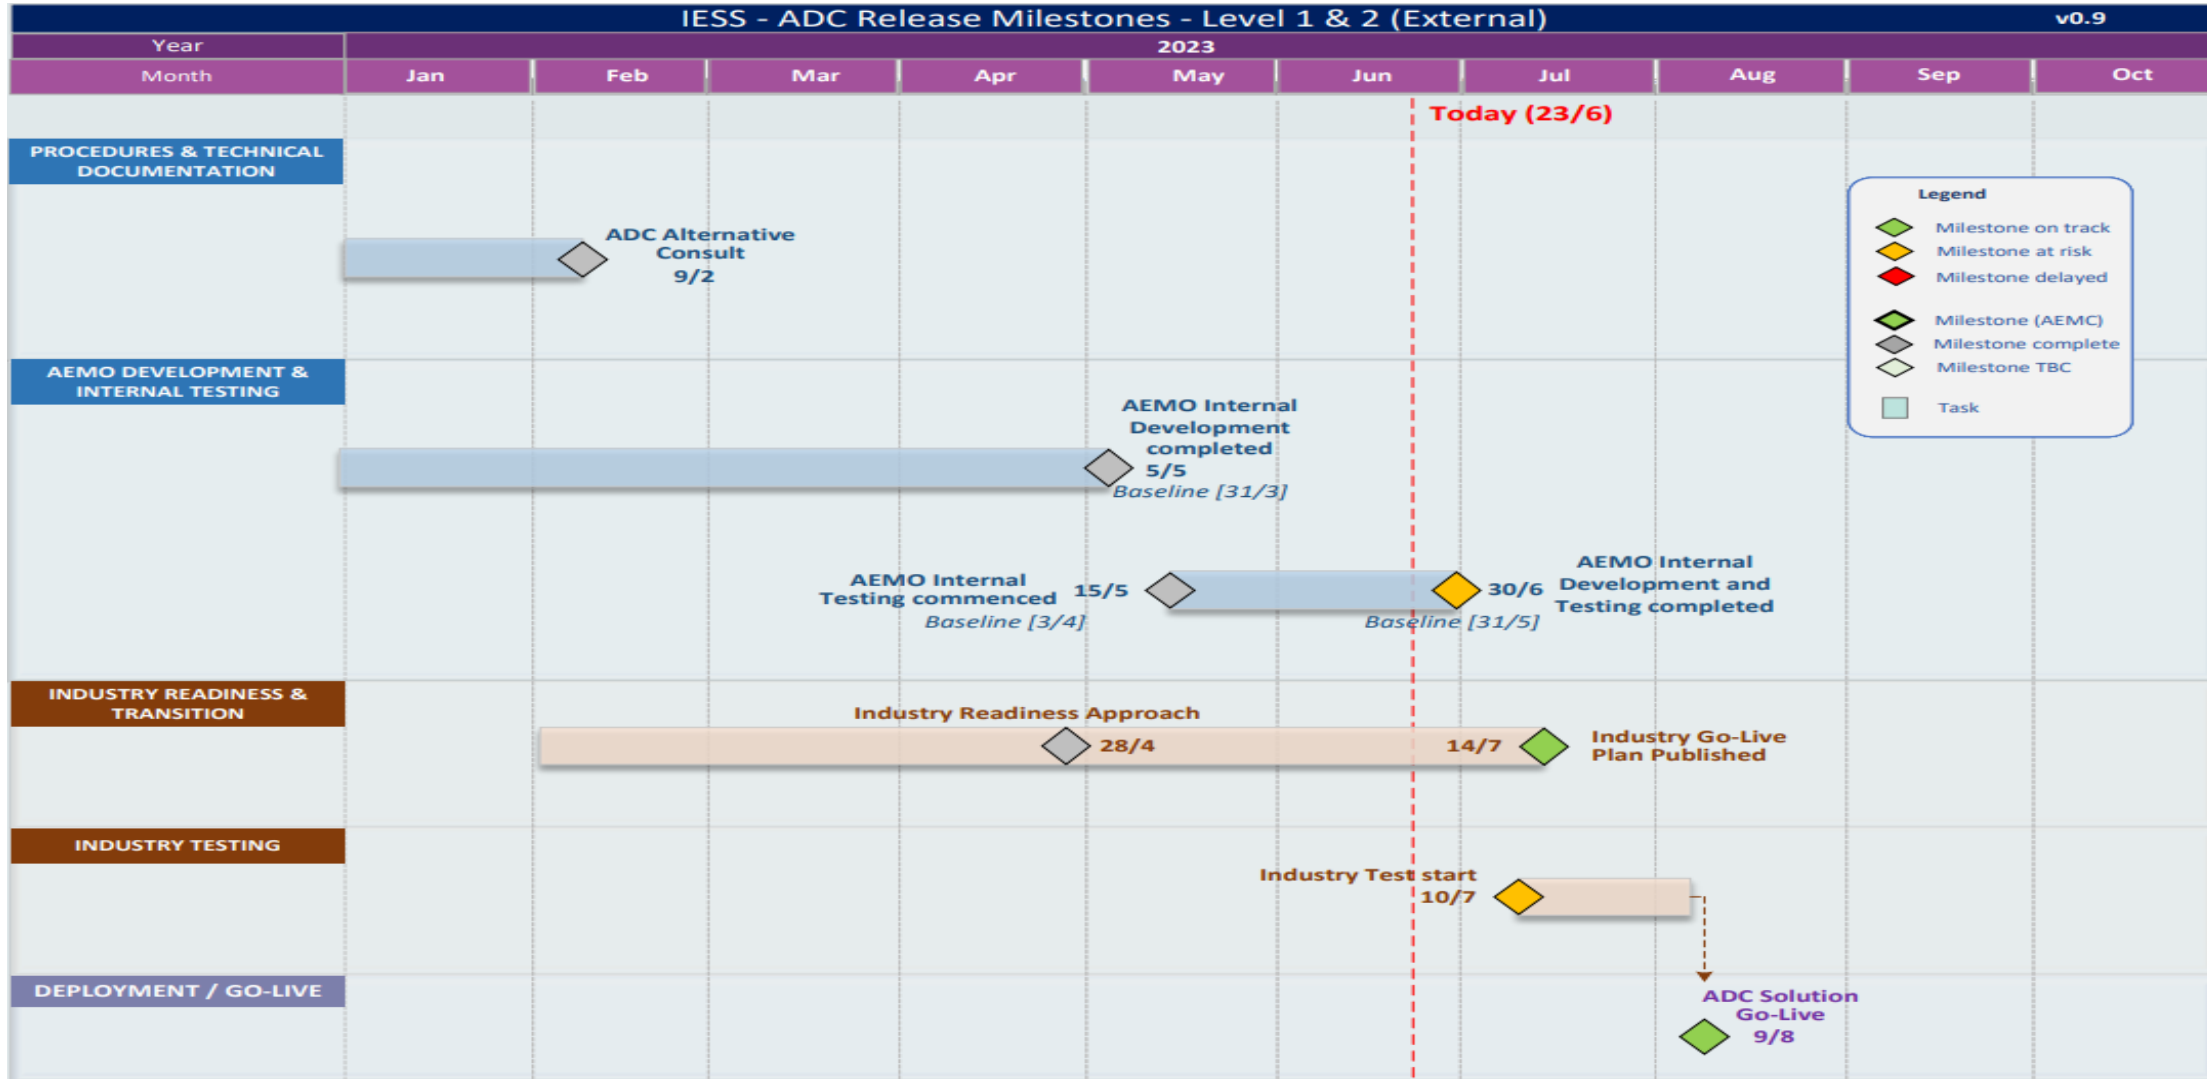 IESS - ADC Release Milestones - Level 1 & 2 (External)
v0.9
Year
2023
Month
Jan
Feb
Mar
Apr
May
Jun
Jul
Aug
Sep
Oct
Today (23/6)
PROCEDURES & TECHNICAL
DOCUMENTATION
ADC Alternative
Consult
9/2
Legend
Milestone on track
Milestone at risk
Milestone delayed
Milestone (AEMC)
Milestone complete
Milestone TBC
Task
AEMO DEVELOPMENT &
INTERNAL TESTING
AEMO Internal
Development
completed
5/5
Baseline [31/3]
AEMO Internal
Testing commenced
15/5
Baseline [3/4]
30/6
AEMO Internal
Development and
Testing completed
Baseline [31/5]
INDUSTRY READINESS &
TRANSITION
Industry Readiness Approach
28/4
14/7
Industry Go-Live
Plan Published
INDUSTRY TESTING
Industry Test start
10/7
DEPLOYMENT / GO-LIVE
ADC Solution
Go-Live
9/8